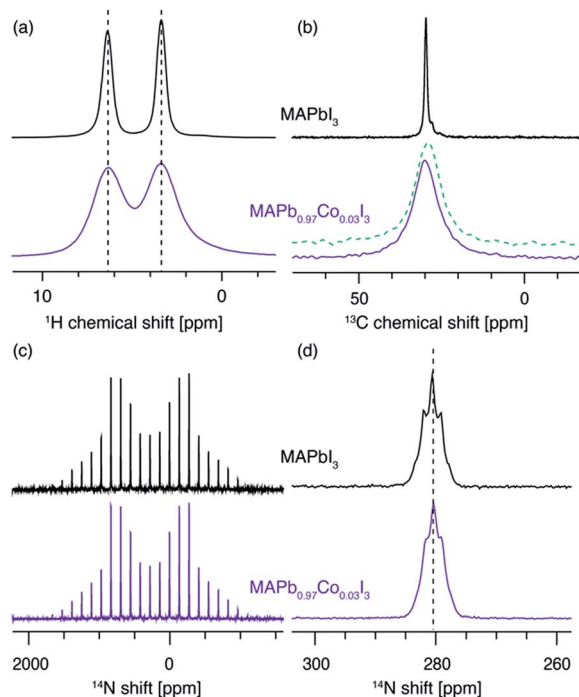 (a)
(b)
MAPbI₃
MAPb₀.₉₇Co₀.₀₃I₃
10
0
¹H chemical shift [ppm]
50
0
¹³C chemical shift [ppm]
(c)
(d)
MAPbI₃
MAPb₀.₉₇Co₀.₀₃I₃
2000
0
¹⁴N shift [ppm]
300
280
260
¹⁴N shift [ppm]